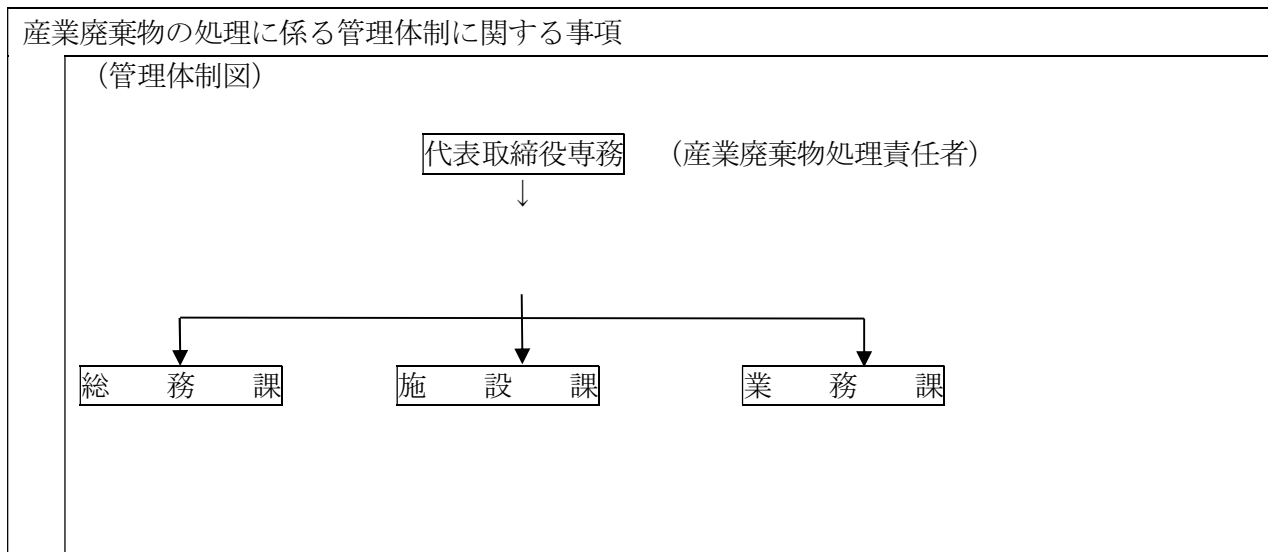 産業廃棄物の処理に係る管理体制に関する事項
（管理体制図）
代表取締役専務　（産業廃棄物処理責任者）
↓
総　務　課　施　設　課　業　務　課